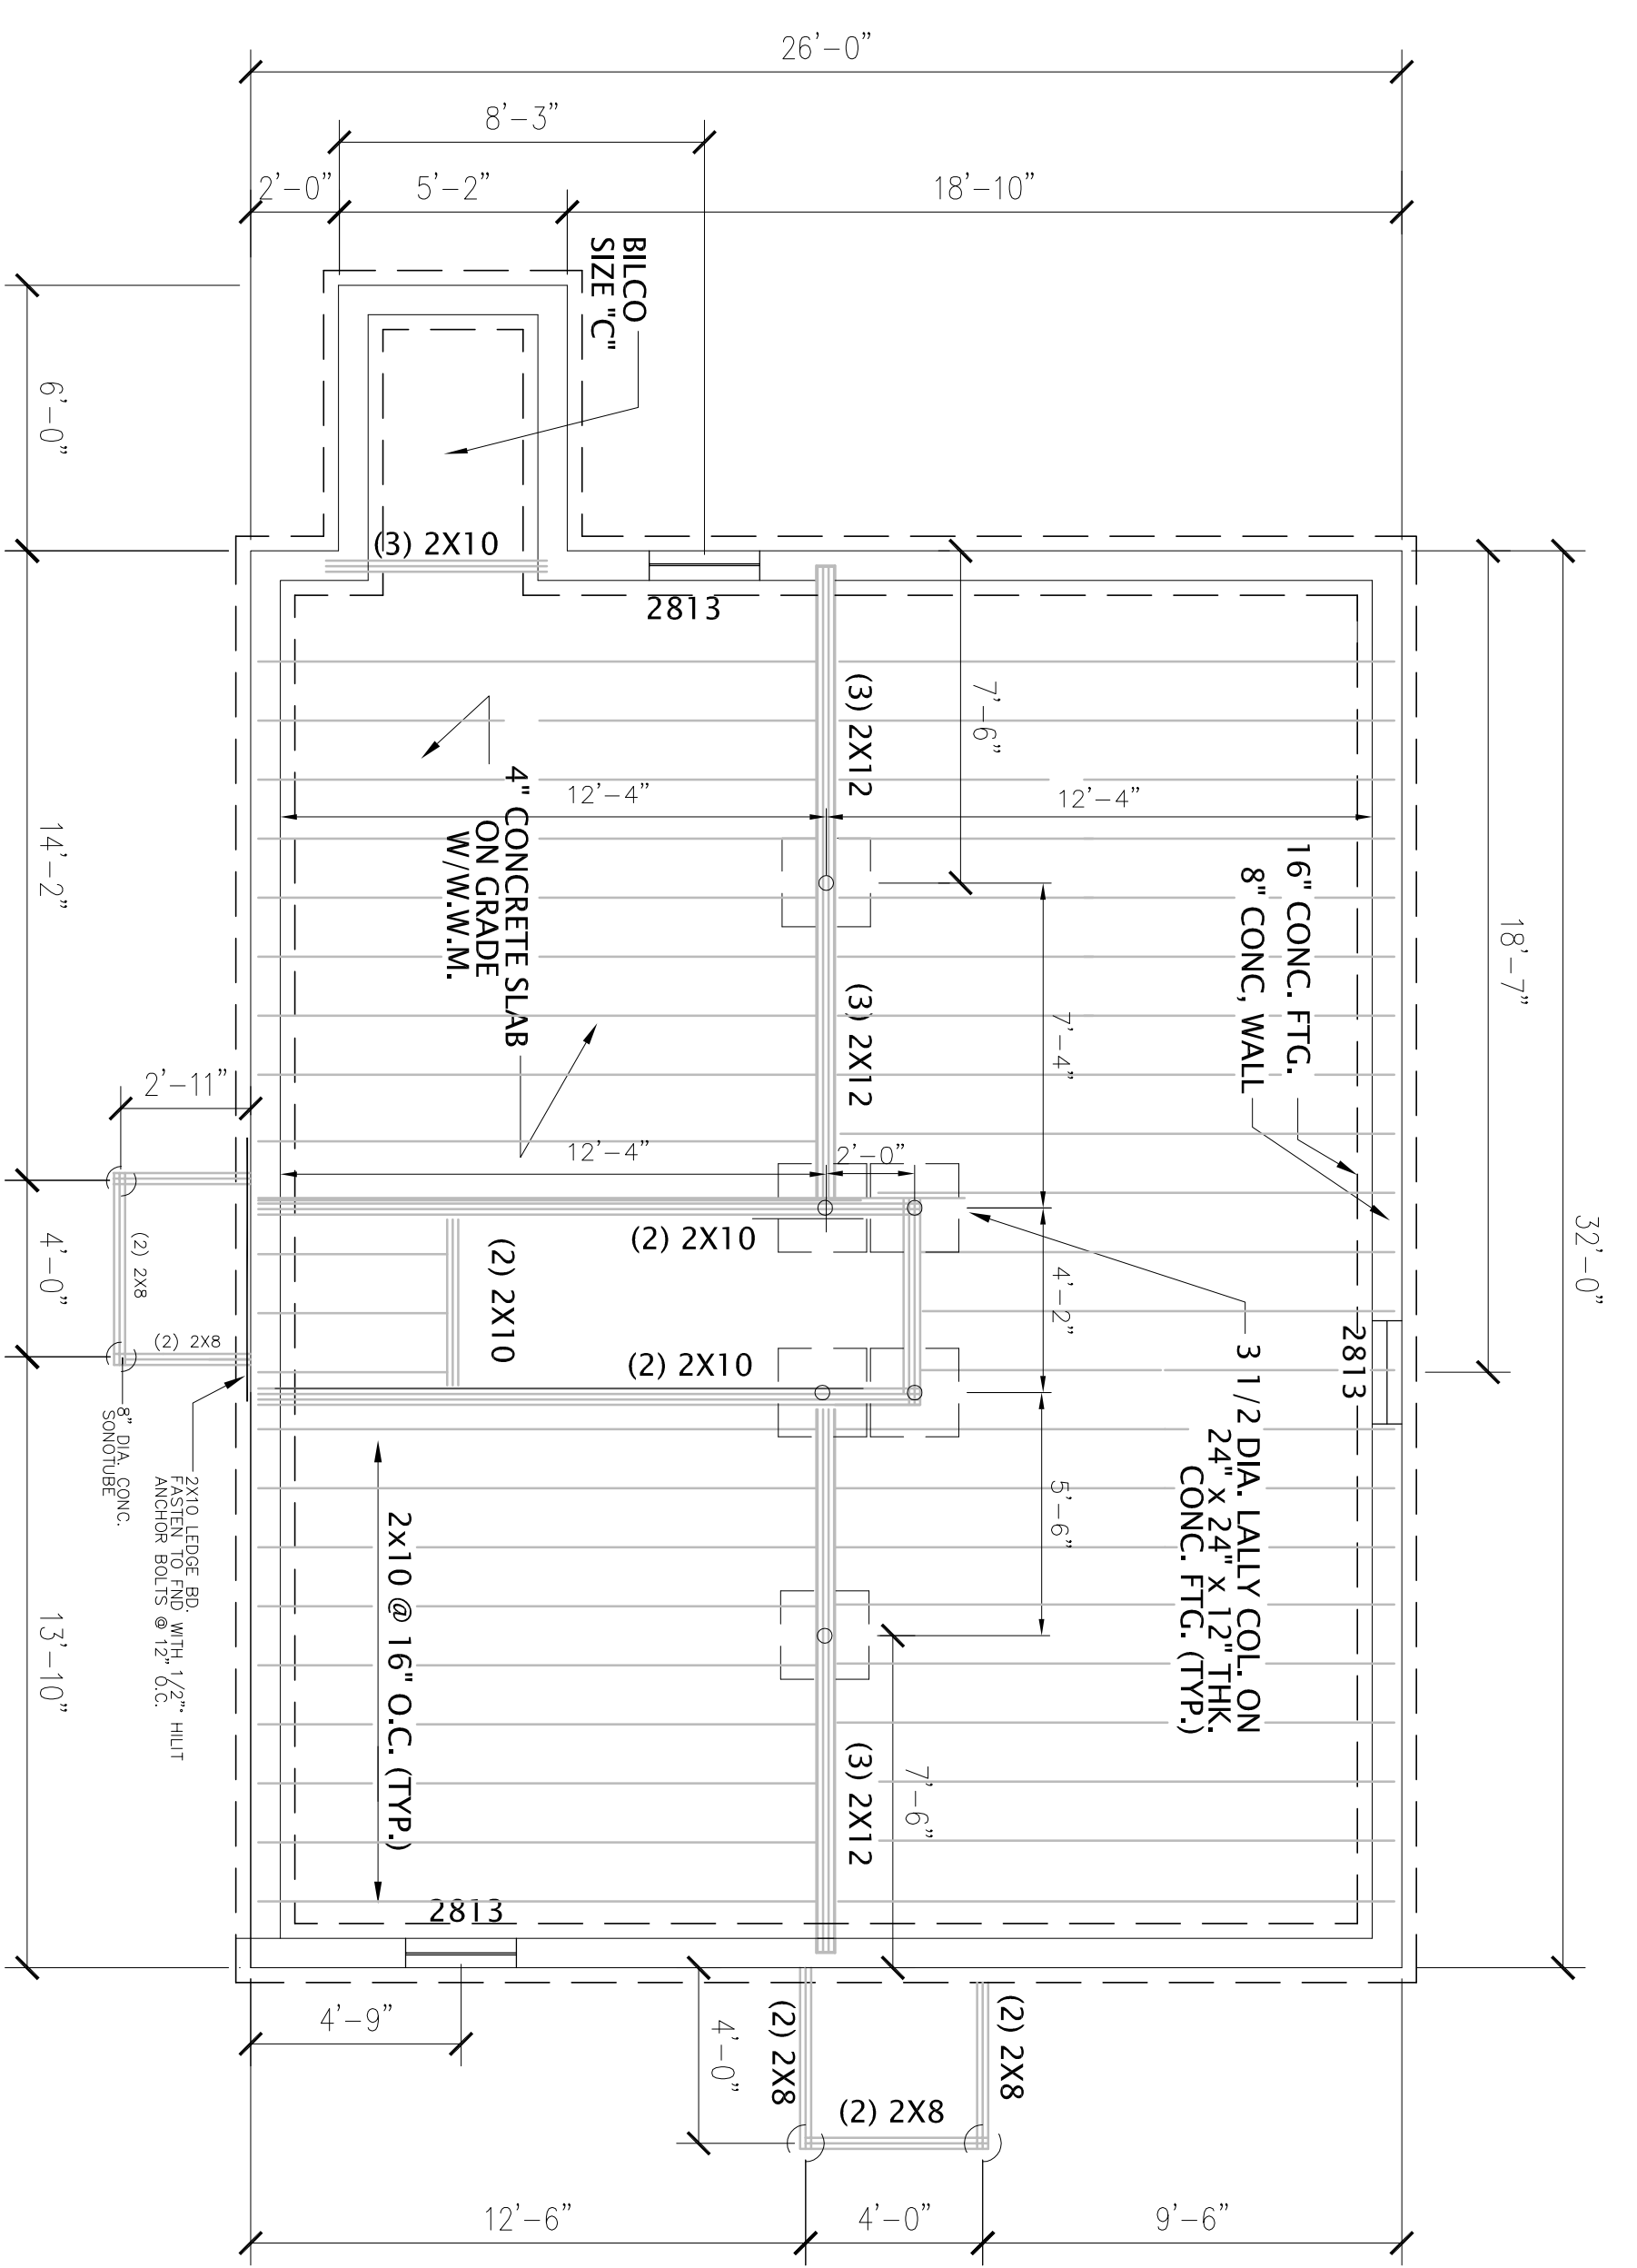 26'-0"
8'-3"
2'-0"
5'-2"
18'-10"
BILCO
SIZE "C"
6'-0"
(3) 2X10
2813
(3) 2X12
7'-6"
12'-4"
12'-4"
14'-2"
4" CONCRETE SLAB
ON GRADE
W/W.W.M.
16" CONC. FTG.
8" CONC, WALL
18'-7"
(3) 2X12
7'-4"
2'-11"
12'-4"
2'-0"
32'-0"
(2) 2X10
(2) 2X10
(2) 2X10
4'-2"
4'-0"
(2) 2X8
(2) 2X8
2813
3 1/2 DIA. LALLY COL. ON
24" x 24" x 12" THK.
CONC. FTG. (TYP.)
8" DIA. CONC.
SONOTUBE
2X10 LEDGE BD.
FASTEN TO FND. WITH 1/2"° HILIT
ANCHOR BOLTS @ 12" O.C.
5'-6"
2x10 @ 16" O.C. (TYP.)
13'-10"
(3) 2X12
7'-6"
2813
4'-9"
4'-0"
(2) 2X8
(2) 2X8
(2) 2X8
12'-6"
4'-0"
9'-6"